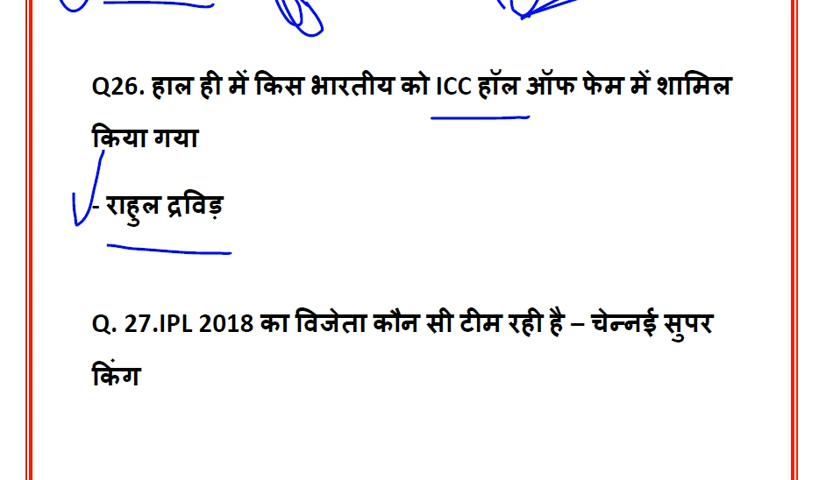 Q26. हाल ही में किस भारतीय को ICC हॉल ऑफ फेम में शामिल
किया गया
- राहुल द्रविड़
Q. 27.IPL 2018 का विजेता कौन सी टीम रही है – चेन्नई सुपर
किंग